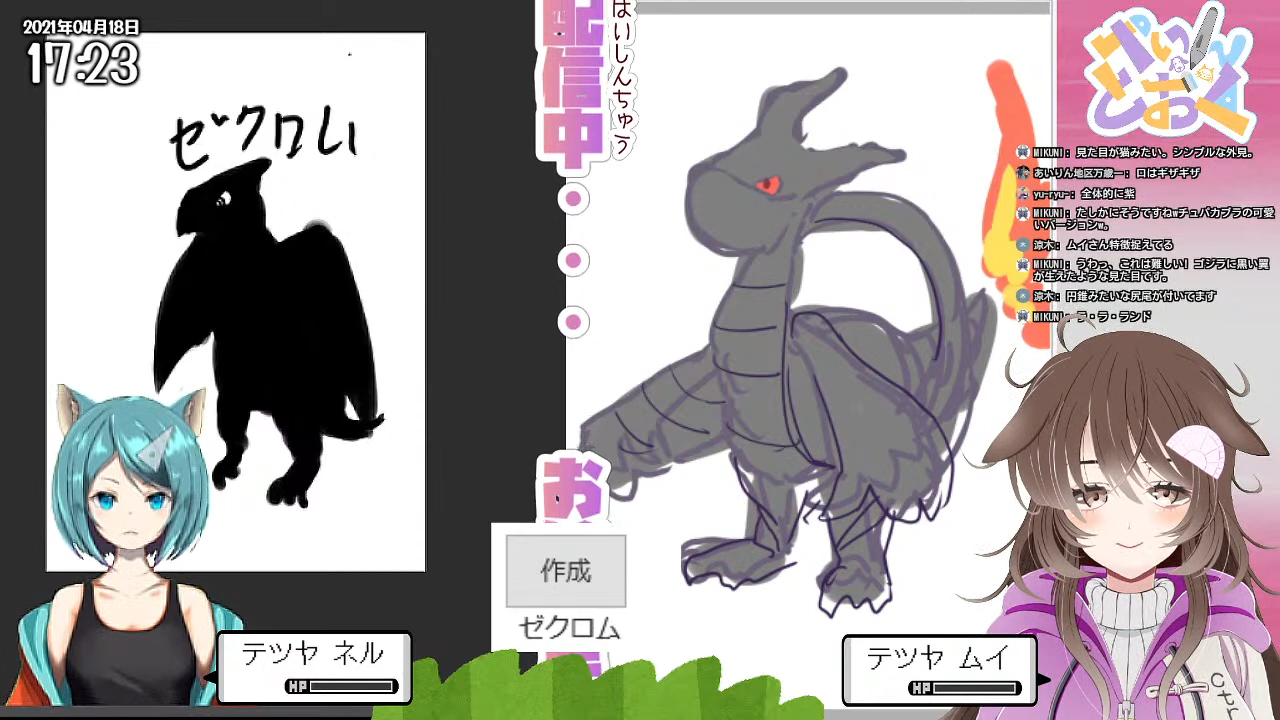 2021年04月18日
17:23
ゼクロム
配信中
はいしんちゅう
お
作成
ゼクロム
テツヤ ネル
HP
テツヤ ムイ
HP
MIKUNI: 見た目が猫みたい。シンプルな外見。
あいりん地区万歳一: 口はギザギザ
yu-ryu-: 全体的に紫
MIKUNI: たしかにそうですねwチュパカブラの可愛
いバージョンw。
涼木: ムイさん特徴捉えてる
MIKUNI: うわっ、これは難しい！ゴジラに黒い翼
が生えたような見た目です。
涼木: 円錐みたいな尻尾が付いてます
MIKUNI: ラ・ラ・ランド